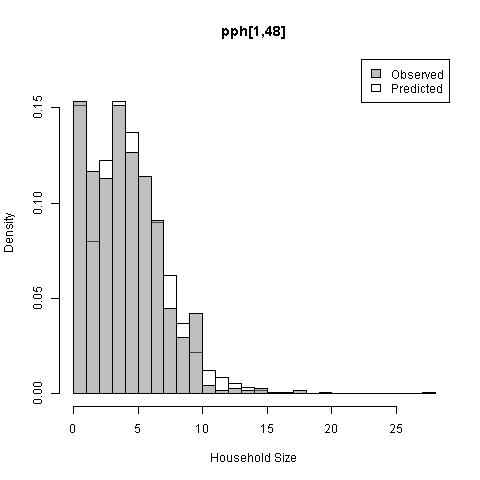 pph[1,48]
Observed
Predicted
0.15
0.10
0.05
0.00
Density
0 5 10 15 20 25
Household Size